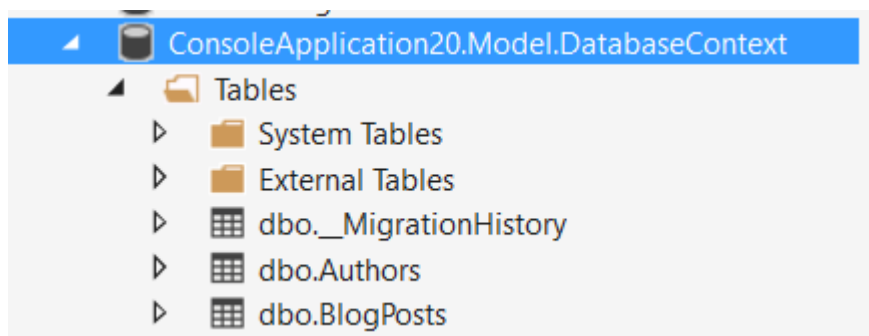 ConsoleApplication20.Model.DatabaseContext
Tables
System Tables
External Tables
dbo.__MigrationHistory
dbo.Authors
dbo.BlogPosts